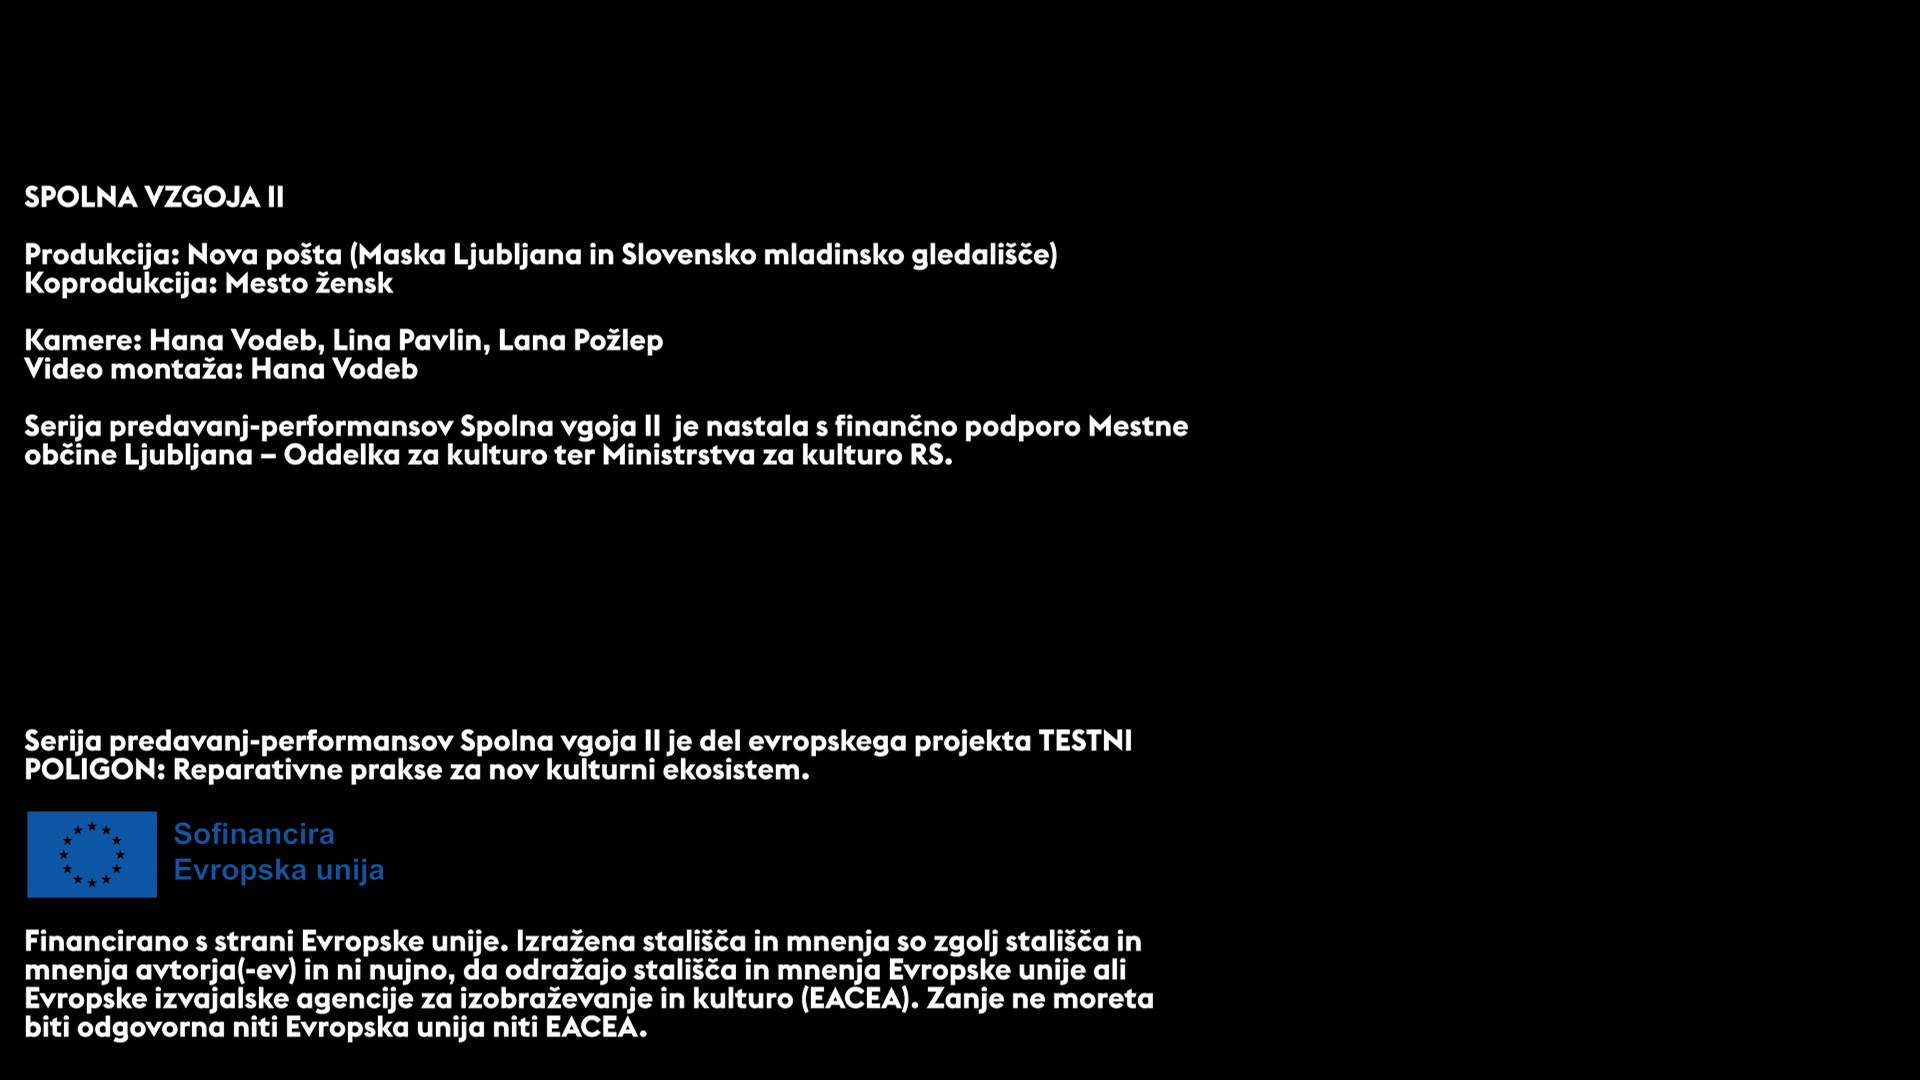 SPOLNA VZGOJA II
Produkcija: Nova pošta (Maska Ljubljana in Slovensko mladinsko gledališče)
Koprodukcija: Mesto žensk
Kamere: Hana Vodeb, Lina Pavlin, Lana Požlep
Video montaža: Hana Vodeb
Serija predavanj-performansov Spolna vgoja II  je nastala s finančno podporo Mestne
občine Ljubljana – Oddelka za kulturo ter Ministrstva za kulturo RS.
Serija predavanj-performansov Spolna vgoja II je del evropskega projekta TESTNI
POLIGON: Reparativne prakse za nov kulturni ekosistem.
Sofinancira
Evropska unija
Financirano s strani Evropske unije. Izražena stališča in mnenja so zgolj stališča in
mnenja avtorja(-ev) in ni nujno, da odražajo stališča in mnenja Evropske unije ali
Evropske izvajalske agencije za izobraževanje in kulturo (EACEA). Zanje ne moreta
biti odgovorna niti Evropska unija niti EACEA.